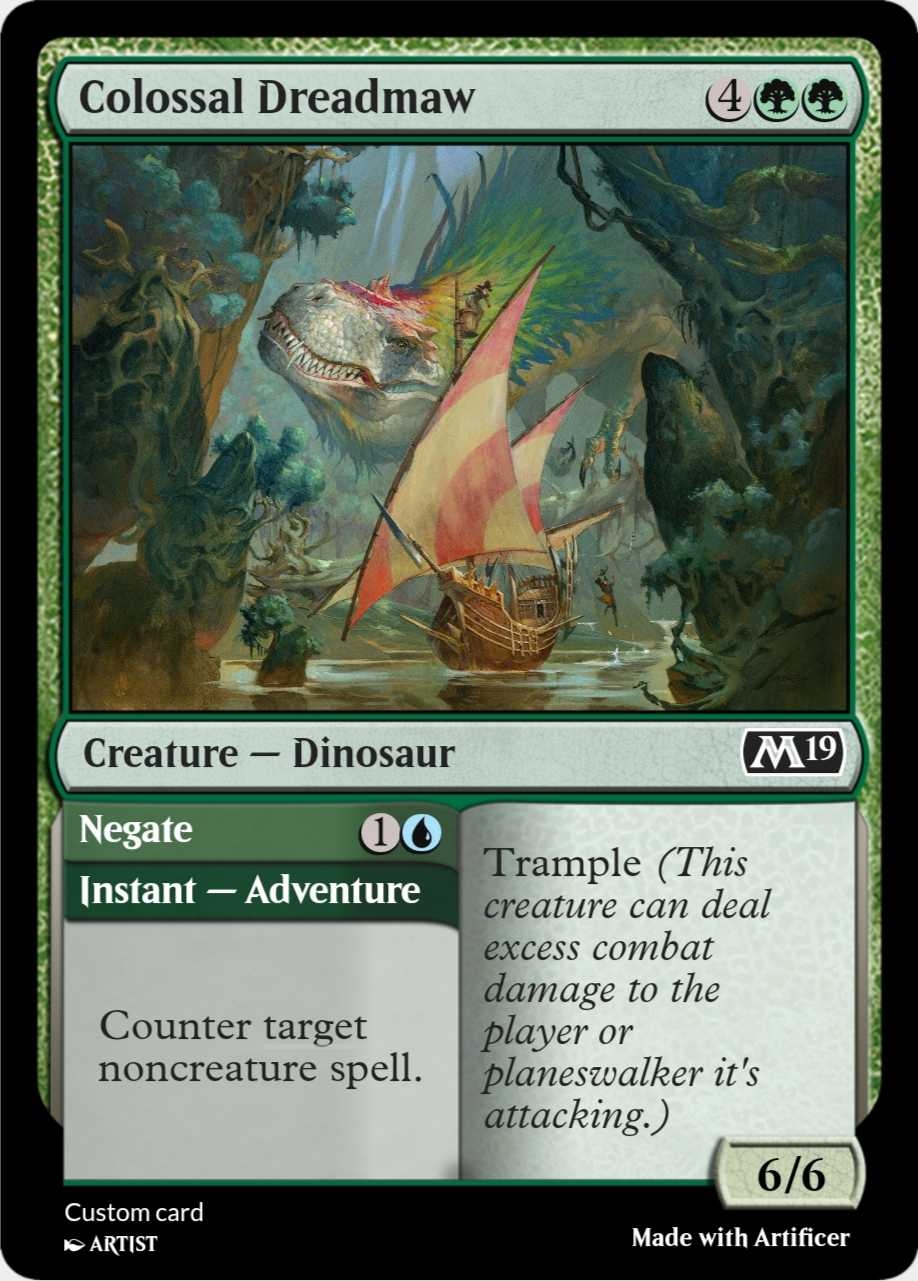 Colossal Dreadmaw 4
Creature — Dinosaur M19
Negate 1
Instant — Adventure
Counter target
noncreature spell.
Trample (This
creature can deal
excess combat
damage to the
player or
planeswalker it's
attacking.)
6/6
Custom card
ARTIST
Made with Artificer